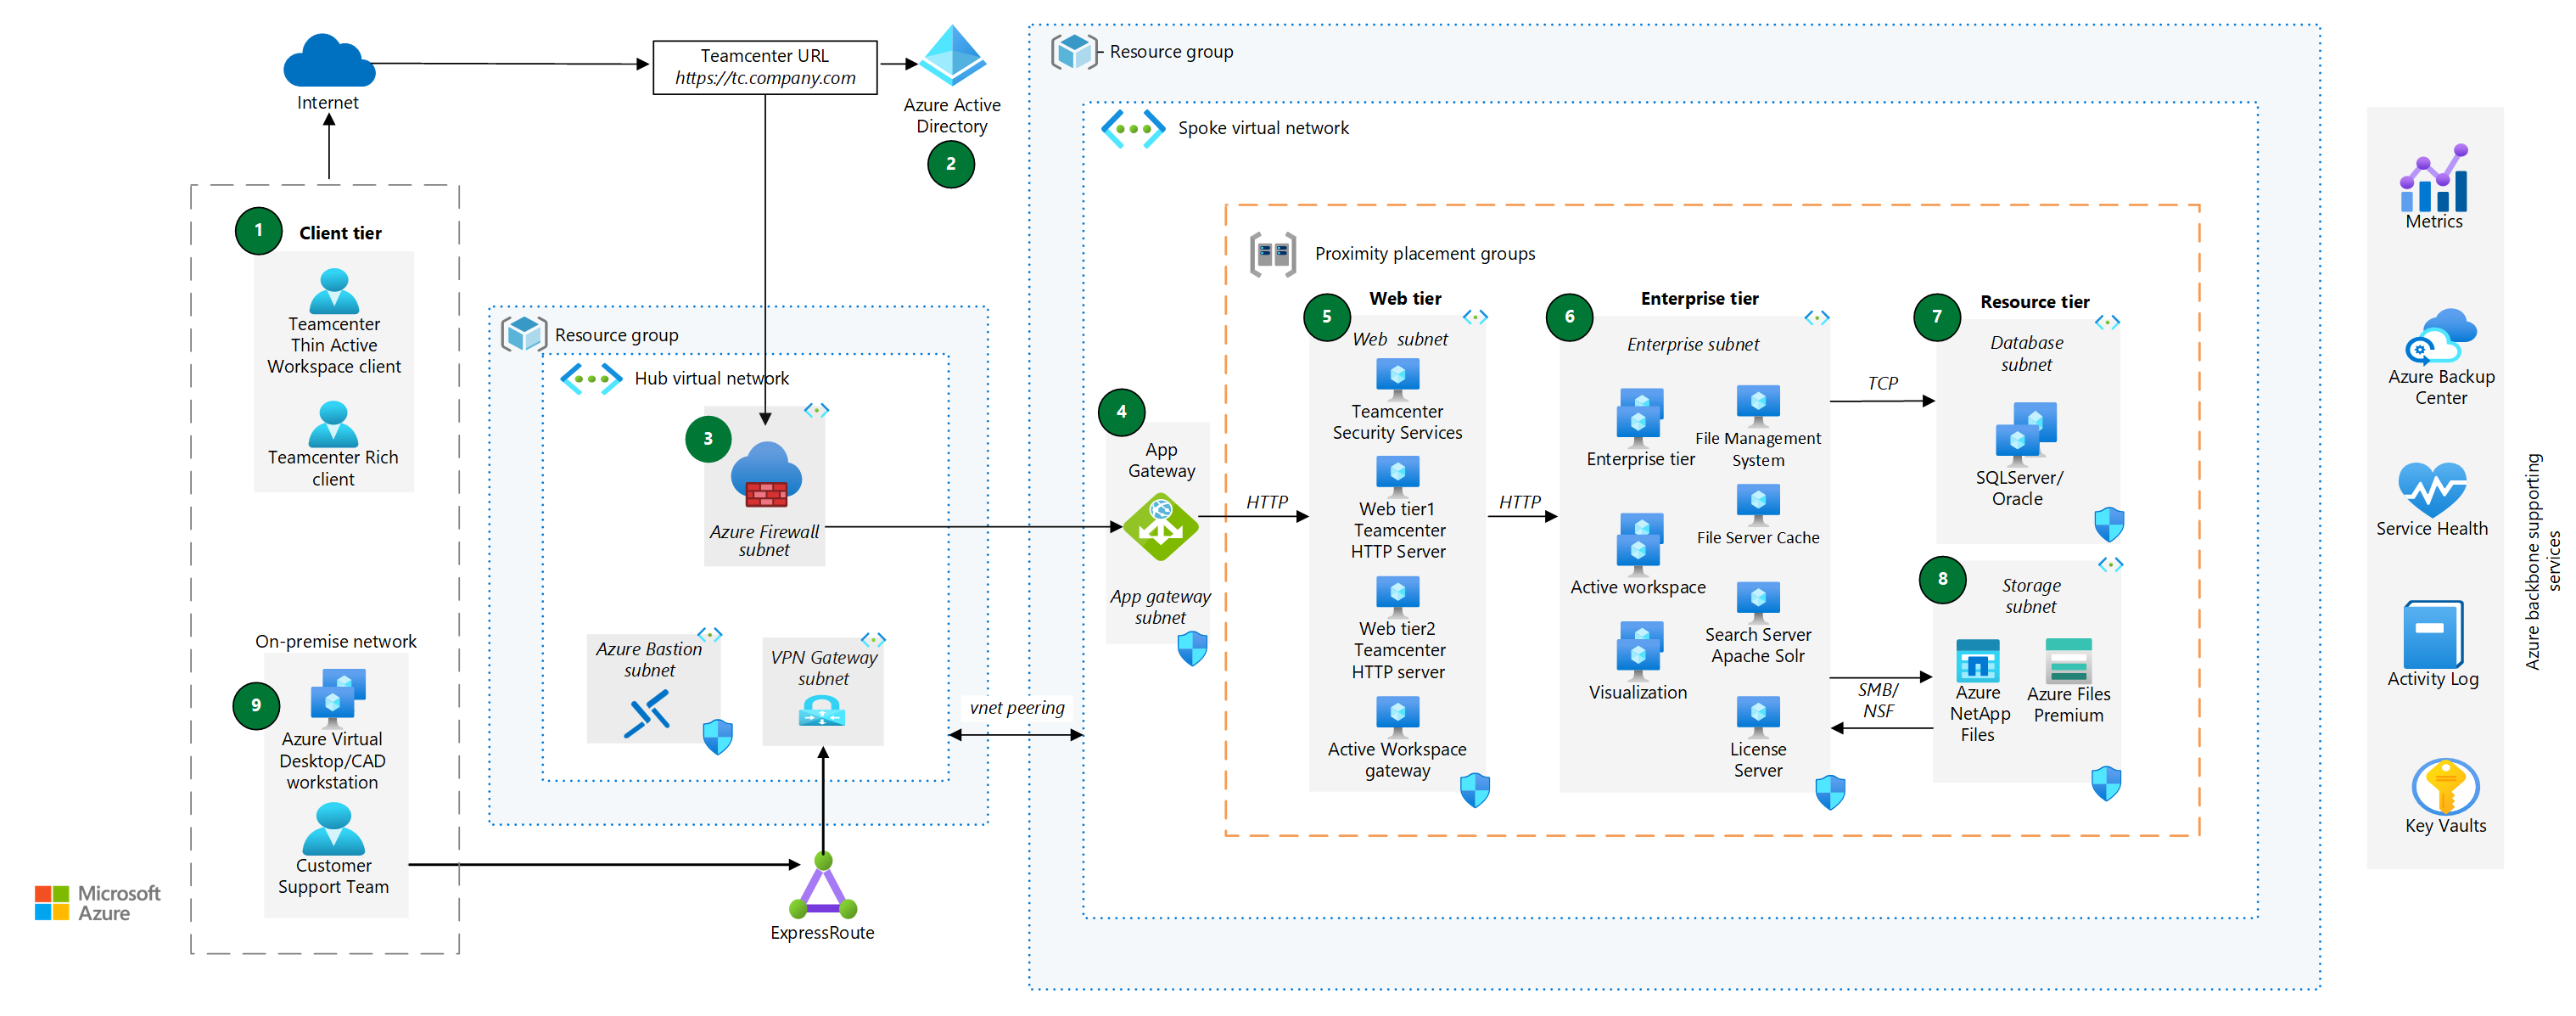 Internet
Teamcenter URL
https://tc.company.com
Azure Active
Directory
2
1
Client tier
Teamcenter
Thin Active
Workspace client
Teamcenter Rich
client
On-premise network
9
Azure Virtual
Desktop/CAD
workstation
Customer
Support Team
Microsoft
Azure
Resource group
Hub virtual network
3
Azure Firewall
subnet
Azure Bastion
subnet
VPN Gateway
subnet
ExpressRoute
vnet peering
Resource group
Spoke virtual network
4
App
Gateway
App gateway
subnet
HTTP
Proximity placement groups
5
Web tier
Web subnet
Teamcenter
Security Services
Web tier1
Teamcenter
HTTP Server
Web tier2
Teamcenter
HTTP server
Active Workspace
gateway
HTTP
6
Enterprise tier
Enterprise subnet
Enterprise tier
Active workspace
Visualization
File Management
System
File Server Cache
Search Server
Apache Solr
License
Server
TCP
SMB/
NSF
7
Resource tier
Database
subnet
SQLServer/
Oracle
8
Storage
subnet
Azure
NetApp
Files
Azure Files
Premium
Metrics
Azure Backup
Center
Service Health
Activity Log
Key Vaults
Azure backbone supporting
services